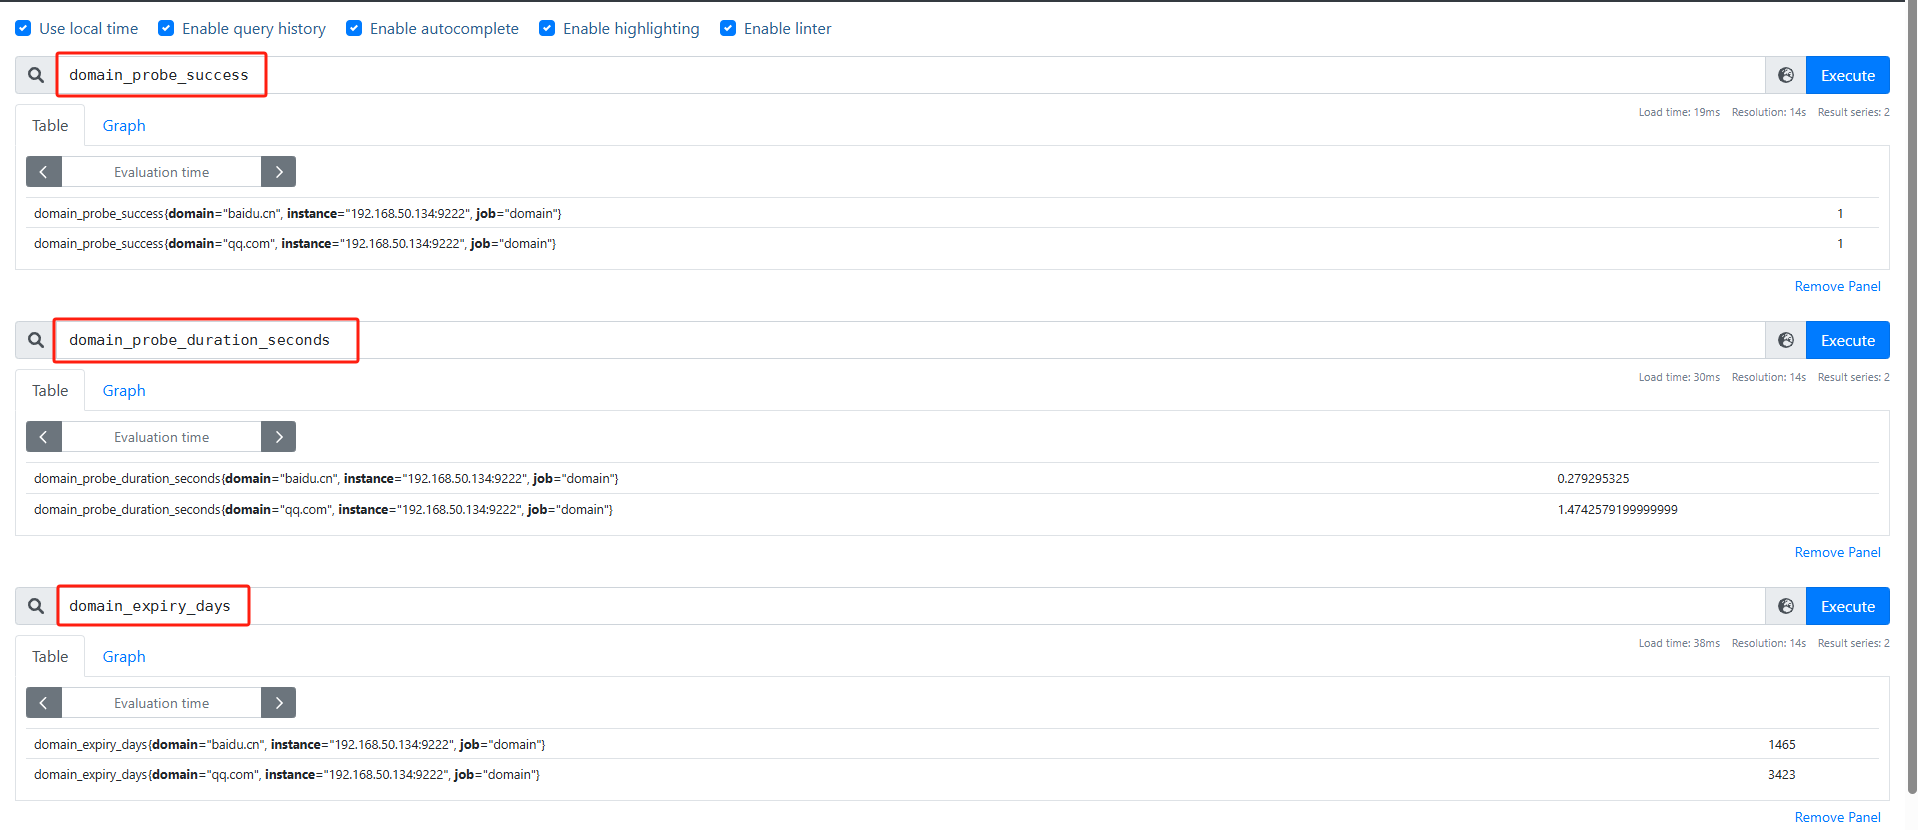 Use local time Enable query history Enable autocomplete Enable highlighting Enable linter
domain_probe_success Execute
Load time: 19ms Resolution: 14s Result series: 2
Table Graph
Evaluation time
domain_probe_success{domain="baidu.cn", instance="192.168.50.134:9222", job="domain"} 1
domain_probe_success{domain="qq.com", instance="192.168.50.134:9222", job="domain"} 1
Remove Panel
domain_probe_duration_seconds Execute
Load time: 30ms Resolution: 14s Result series: 2
Table Graph
Evaluation time
domain_probe_duration_seconds{domain="baidu.cn", instance="192.168.50.134:9222", job="domain"} 0.279295325
domain_probe_duration_seconds{domain="qq.com", instance="192.168.50.134:9222", job="domain"} 1.4742579199999999
Remove Panel
domain_expiry_days Execute
Load time: 38ms Resolution: 14s Result series: 2
Table Graph
Evaluation time
domain_expiry_days{domain="baidu.cn", instance="192.168.50.134:9222", job="domain"} 1465
domain_expiry_days{domain="qq.com", instance="192.168.50.134:9222", job="domain"} 3423
Remove Panel